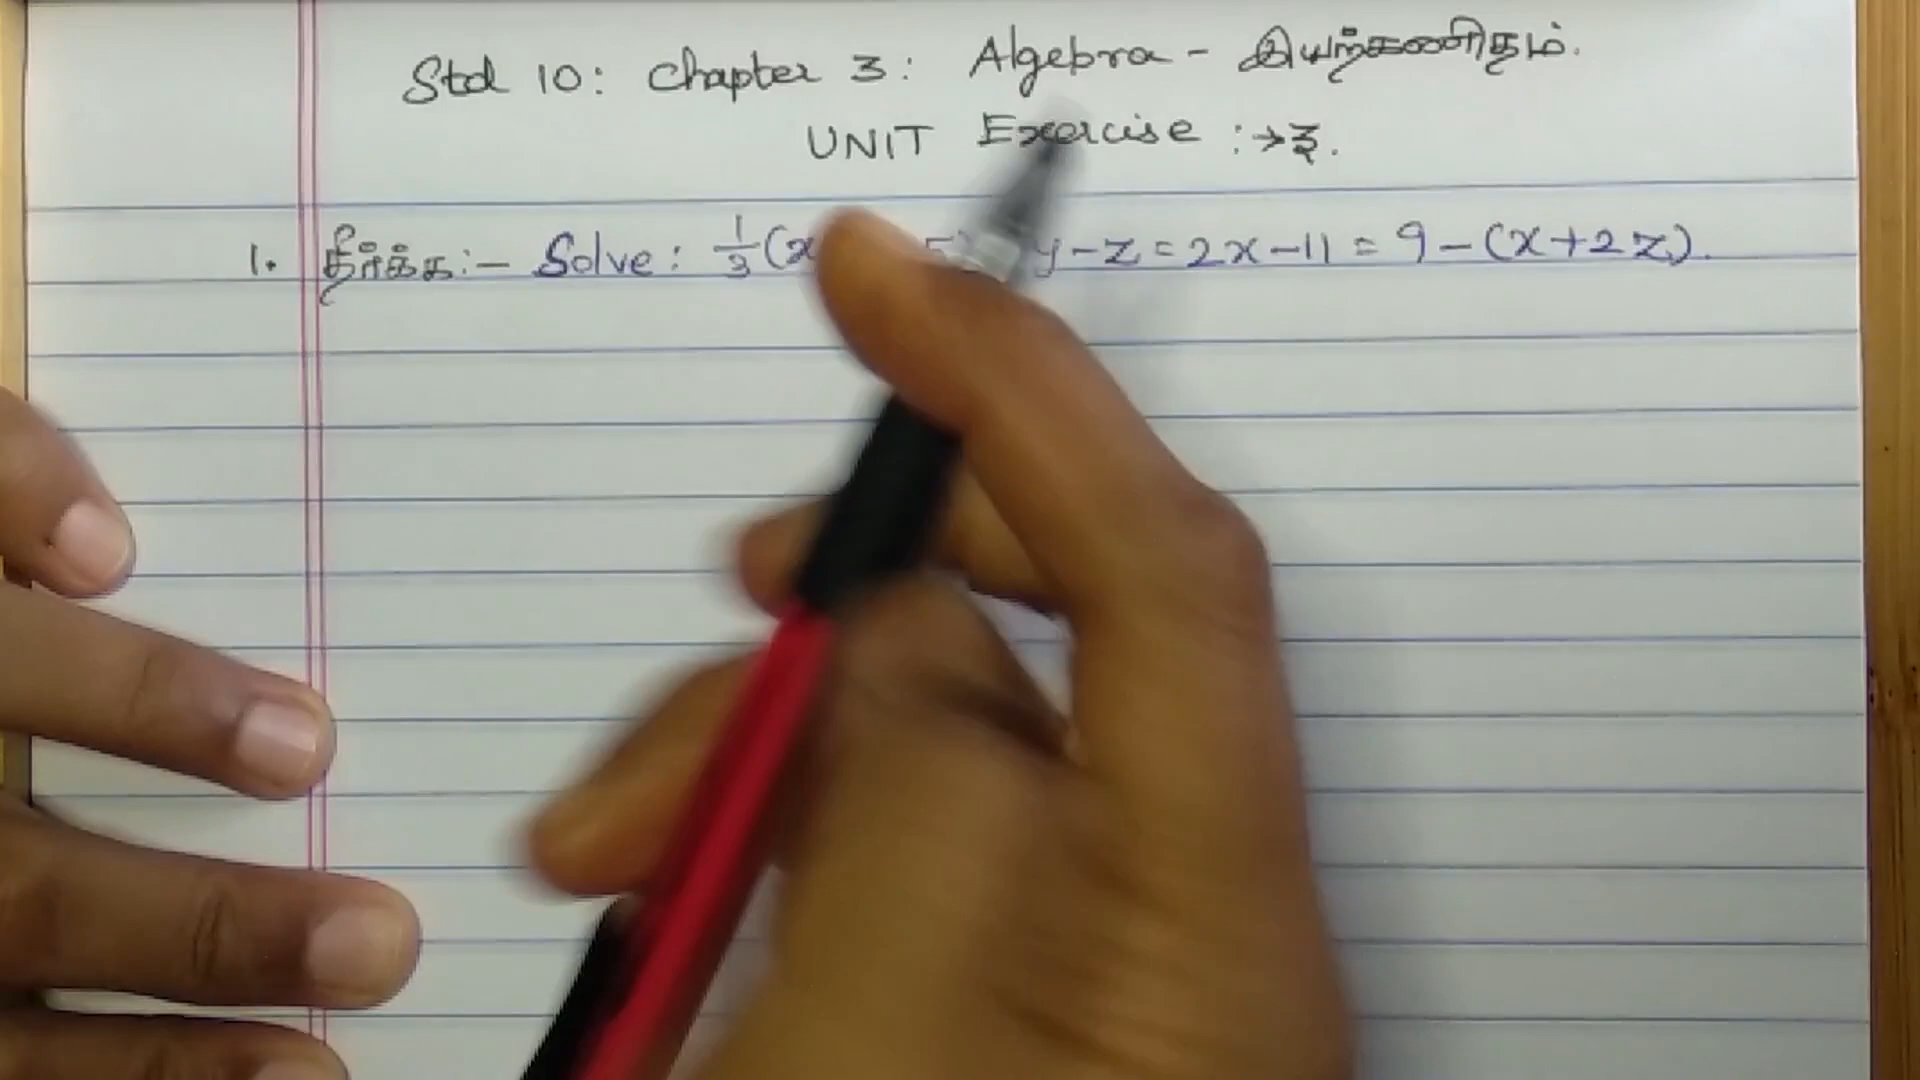 Std 10: Chapter 3: Algebra - இயற்கணிதம்.
UNIT Exercise :→ 3.
1. தீர்க்க:- Solve: 1/3(x 5) y-z=2x-11=9-(x+2z).